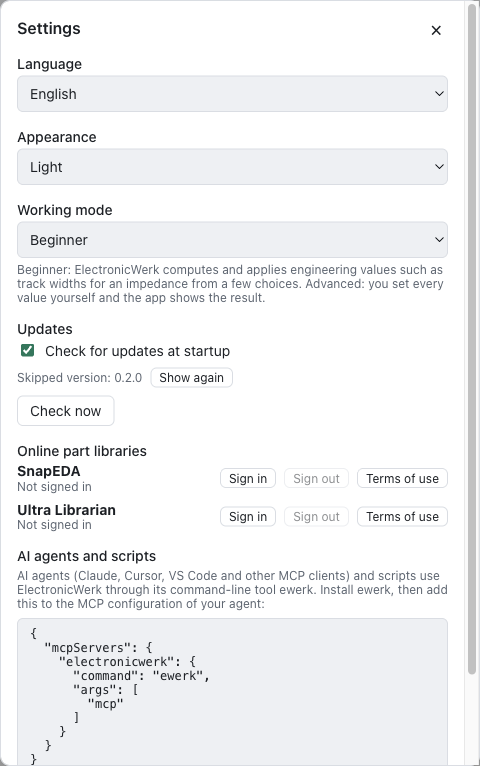 Settings
Language
English
Appearance
Light
Working mode
Beginner
Beginner: ElectronicWerk computes and applies engineering values such as
track widths for an impedance from a few choices. Advanced: you set every
value yourself and the app shows the result.
Updates
Check for updates at startup
Skipped version: 0.2.0 Show again
Check now
Online part libraries
SnapEDA
Not signed in
Sign in Sign out Terms of use
Ultra Librarian
Not signed in
Sign in Sign out Terms of use
AI agents and scripts
AI agents (Claude, Cursor, VS Code and other MCP clients) and scripts use
ElectronicWerk through its command-line tool ewerk. Install ewerk, then add
this to the MCP configuration of your agent:
{
  "mcpServers": {
    "electronicwerk": {
      "command": "ewerk",
      "args": [
        "mcp"
      ]
    }
  }
}